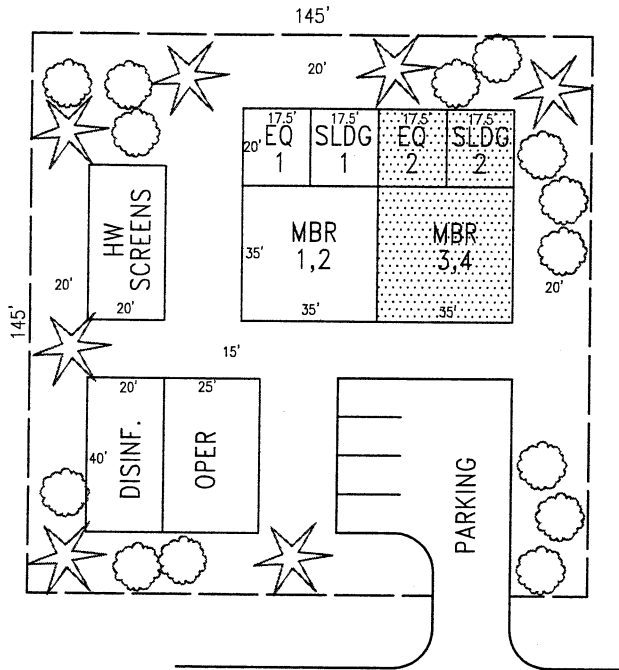 145'
20'
17.5' 17.5' 17.5' 17.5'
EQ SLDG EQ SLDG
20'
1 1 2 2
HW
SCREENS
MBR MBR
1,2 3,4
35'
20' 20'
20' 35' 35'
145'
15'
20' 25'
DISINF. OPER
40'
PARKING